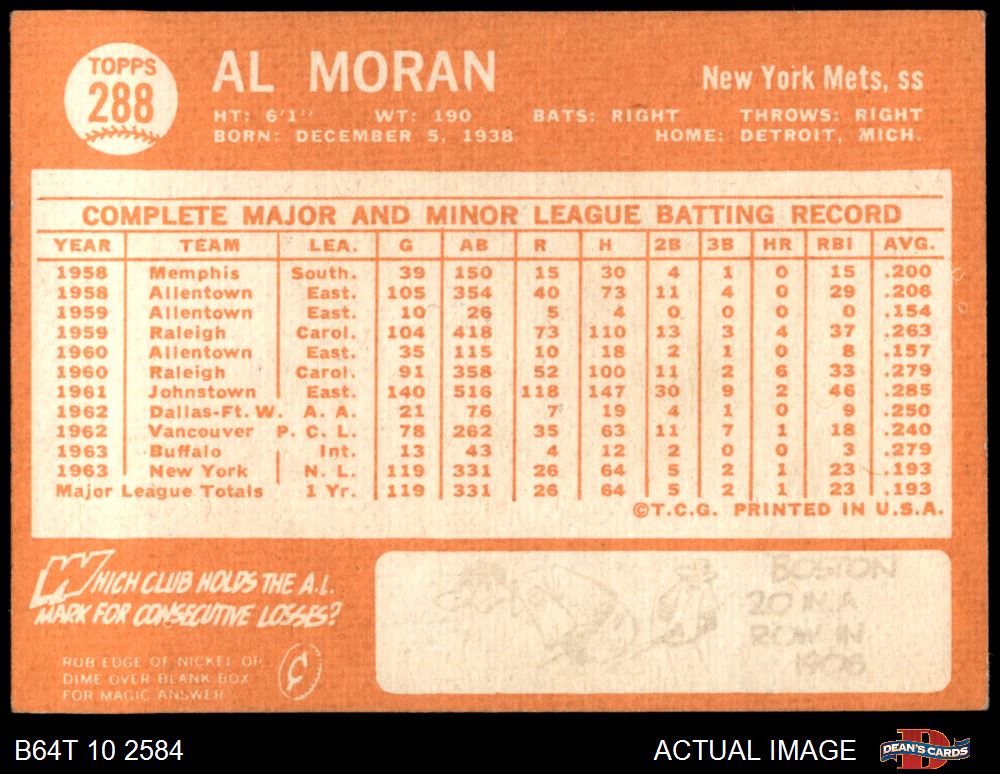 TOPPS
288
AL MORAN
New York Mets, ss
HT: 6'1" WT: 190 BATS: RIGHT THROWS: RIGHT
BORN: DECEMBER 5, 1938 HOME: DETROIT, MICH.
COMPLETE MAJOR AND MINOR LEAGUE BATTING RECORD
YEAR TEAM LEA. G AB R H 2B 3B HR RBI AVG.
1958 Memphis South. 39 150 15 30 4 1 0 15 .200
1958 Allentown East. 105 354 40 73 11 4 0 29 .206
1959 Allentown East. 10 26 5 4 0 0 0 0 .154
1959 Raleigh Carol. 104 418 73 110 13 3 4 37 .263
1960 Allentown East. 35 115 10 18 2 1 0 8 .157
1960 Raleigh Carol. 91 358 52 100 11 2 6 33 .279
1961 Johnstown East. 140 516 118 147 30 9 2 46 .285
1962 Dallas-Ft. W. A. A. 21 76 7 19 4 1 0 9 .250
1962 Vancouver P. C. L. 78 262 35 63 11 7 1 18 .240
1963 Buffalo Int. 13 43 4 12 2 0 0 3 .279
1963 New York N. L. 119 331 26 64 5 2 1 23 .193
Major League Totals 1 Yr. 119 331 26 64 5 2 1 23 .193
©T.C.G. PRINTED IN U.S.A.
WHICH CLUB HOLDS THE A.L.
MARK FOR CONSECUTIVE LOSSES?
RUB EDGE OF NICKEL OR
DIME OVER BLANK BOX
FOR MAGIC ANSWER
BOSTON
20 IN A
ROW IN
1906
B64T 10 2584
ACTUAL IMAGE
DEAN'S CARDS